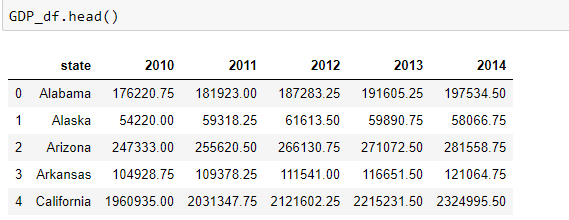 GDP_df.head()
state 2010 2011 2012 2013 2014
0 Alabama 176220.75 181923.00 187283.25 191605.25 197534.50
1 Alaska 54220.00 59318.25 61613.50 59890.75 58066.75
2 Arizona 247333.00 255620.50 266130.75 271072.50 281558.75
3 Arkansas 104928.75 109378.25 111541.00 116651.50 121064.75
4 California 1960935.00 2031347.75 2121602.25 2215231.50 2324995.50